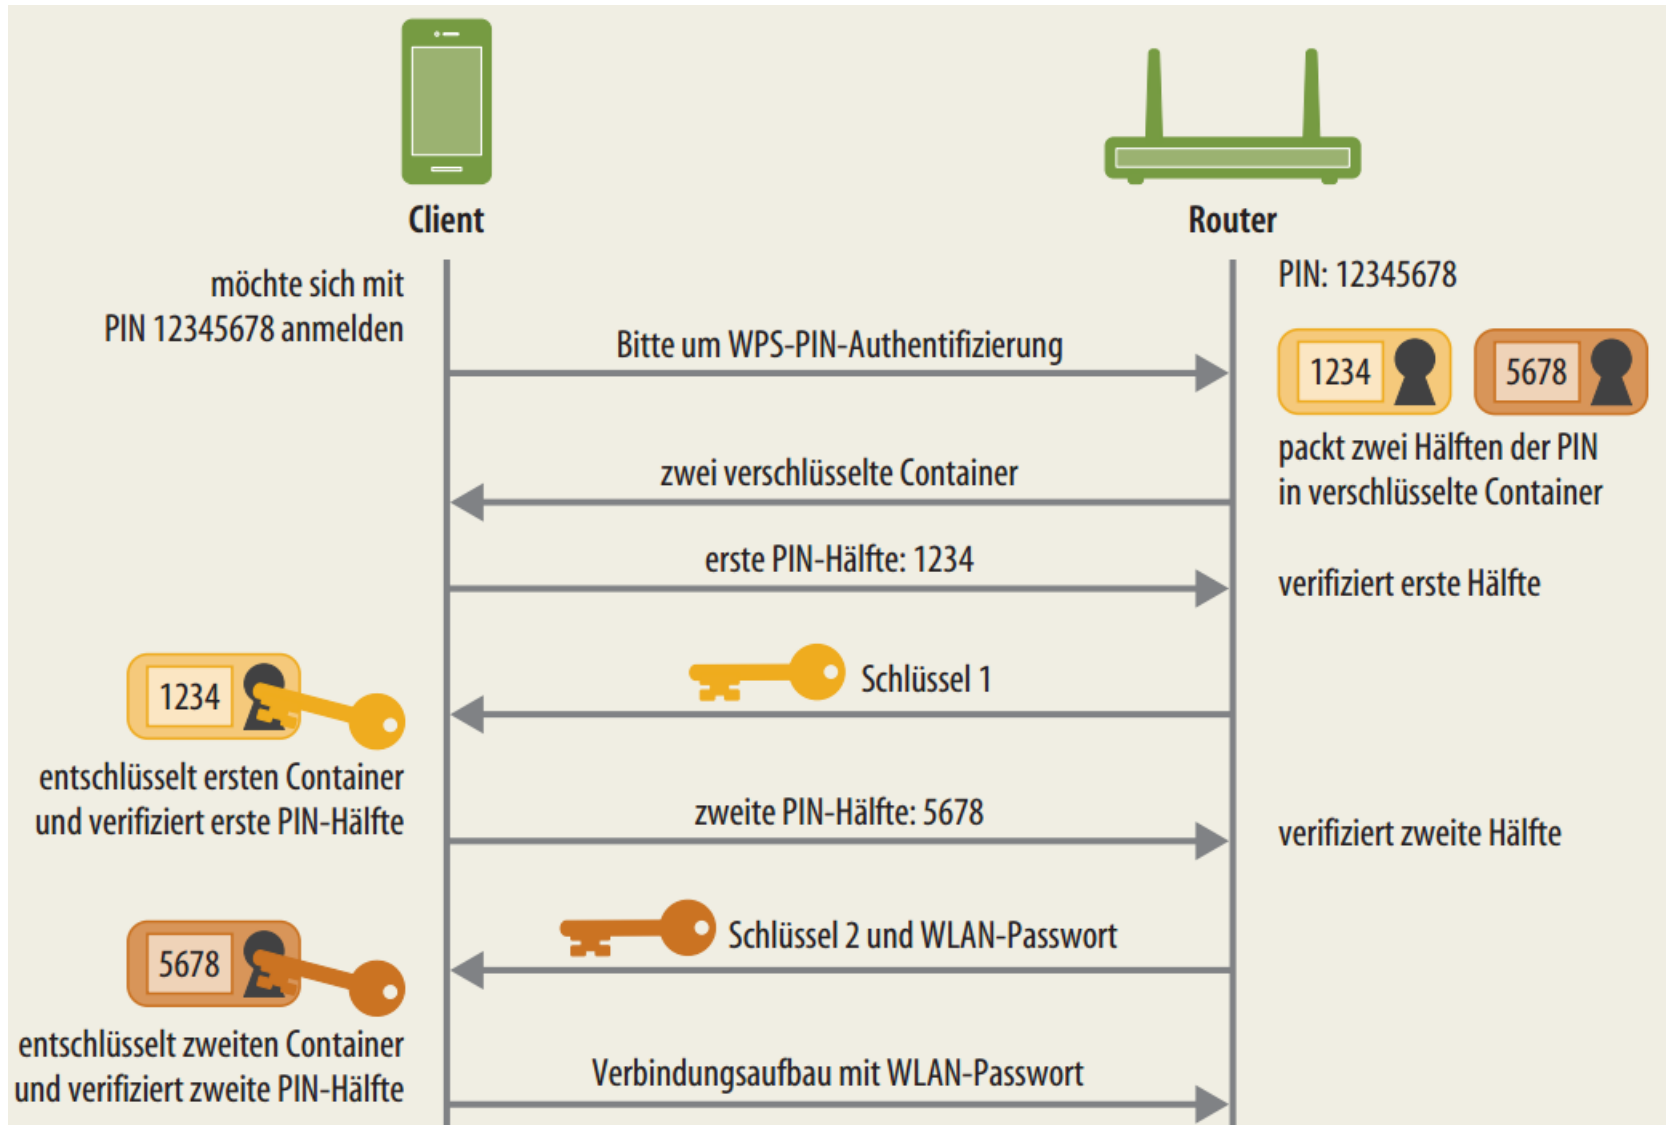 Client
Router
möchte sich mit
PIN 12345678 anmelden
PIN: 12345678
Bitte um WPS-PIN-Authentifizierung
1234
5678
packt zwei Hälften der PIN
in verschlüsselte Container
zwei verschlüsselte Container
erste PIN-Hälfte: 1234
verifiziert erste Hälfte
Schlüssel 1
1234
entschlüsselt ersten Container
und verifiziert erste PIN-Hälfte
zweite PIN-Hälfte: 5678
verifiziert zweite Hälfte
Schlüssel 2 und WLAN-Passwort
5678
entschlüsselt zweiten Container
und verifiziert zweite PIN-Hälfte
Verbindungsaufbau mit WLAN-Passwort